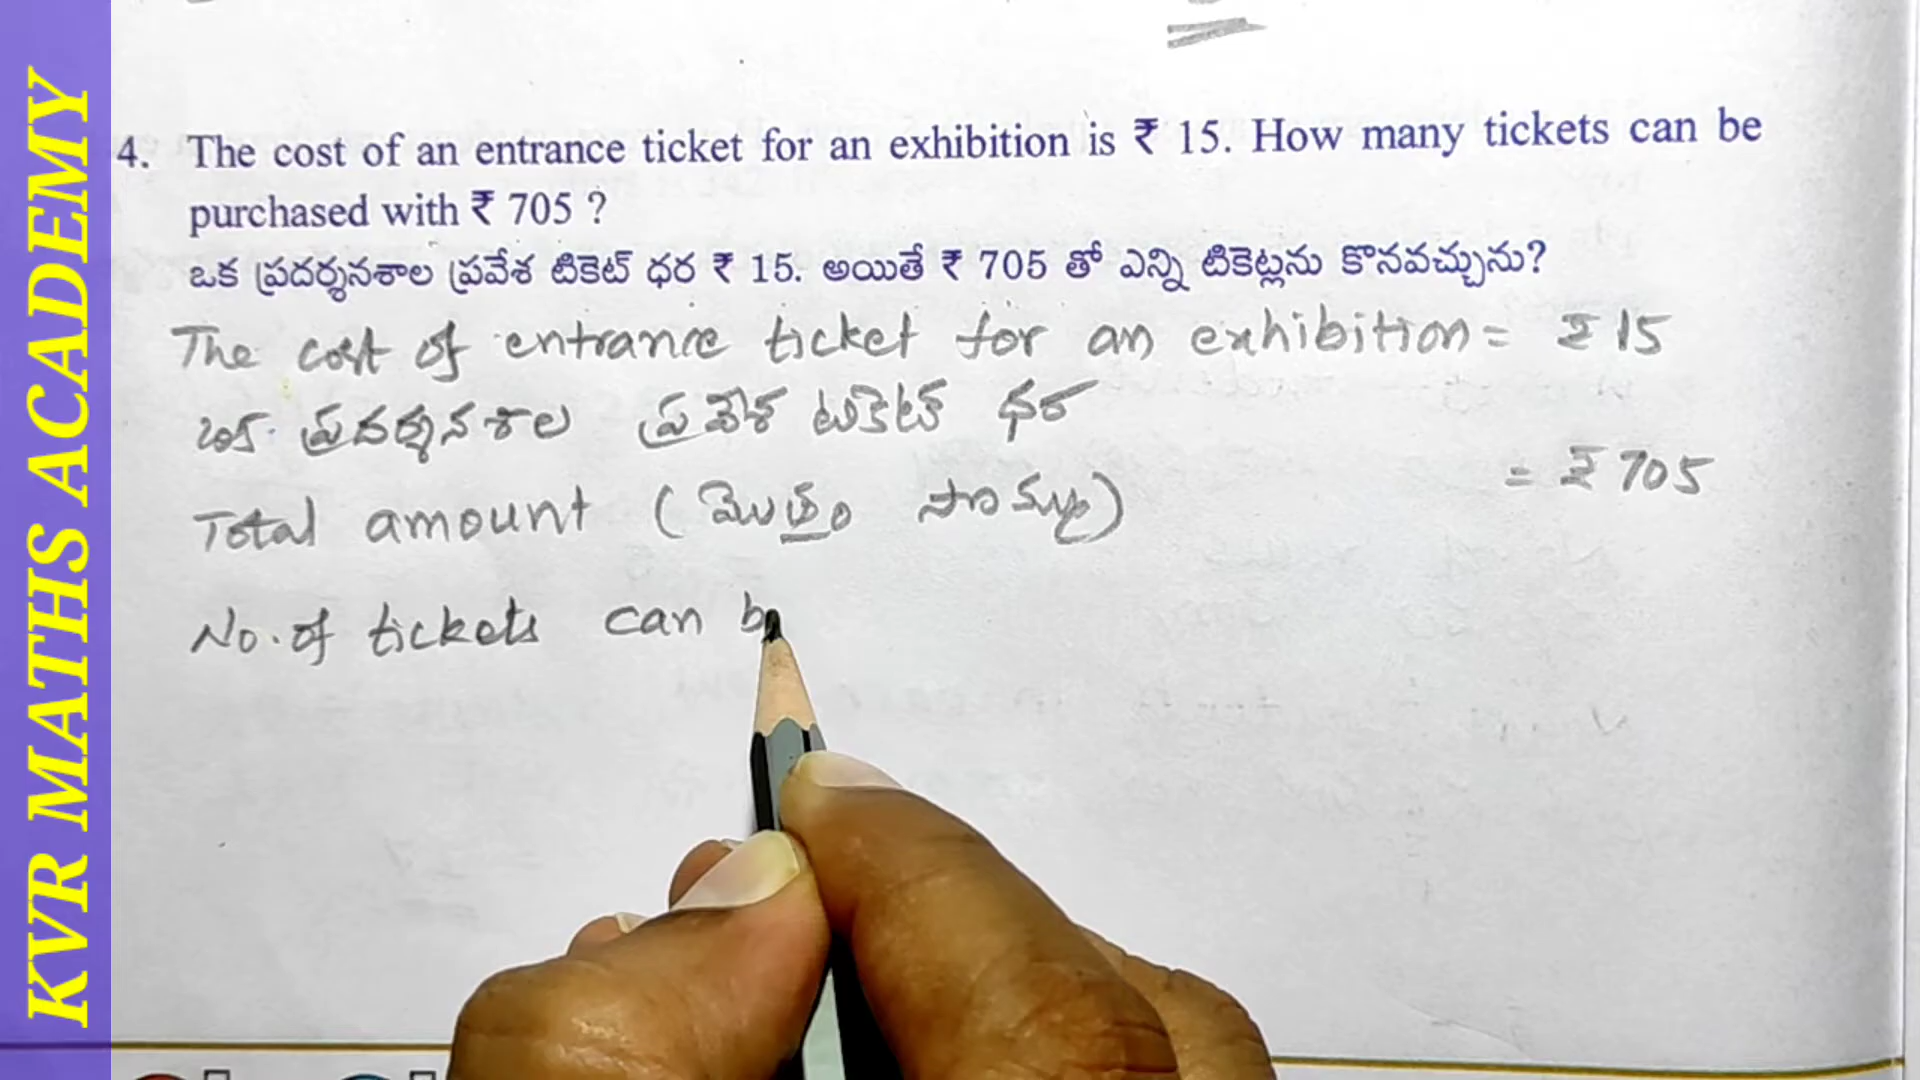 KVR MATHS ACADEMY
4. The cost of an entrance ticket for an exhibition is ₹ 15. How many tickets can be
purchased with ₹ 705 ?
ఒక ప్రదర్శనశాల ప్రవేశ టికెట్ ధర ₹ 15. అయితే ₹ 705 తో ఎన్ని టికెట్లను కొనవచ్చును?
The cost of entrance ticket for an exhibition = ₹ 15
ఒక ప్రదర్శనశాల ప్రవేశ టికెట్ ధర
Total amount (మొత్తం సొమ్ము) = ₹ 705
No. of tickets can b